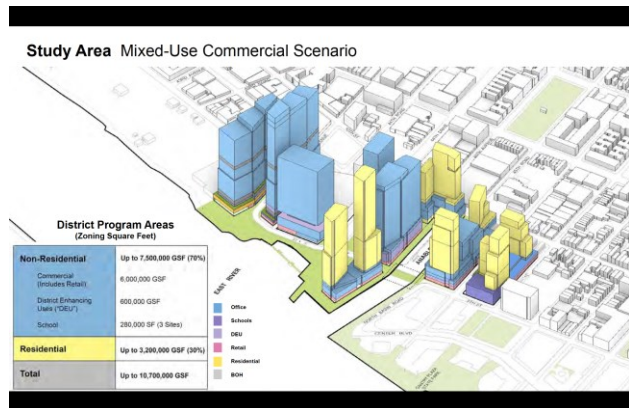 Study Area Mixed-Use Commercial Scenario
District Program Areas
(Zoning Square Feet)
Non-Residential Up to 7,500,000 GSF (70%)
Commercial (Includes Retail) 6,000,000 GSF
District Enhancing Uses ("DEU") 600,000 GSF
School 280,000 SF (3 Sites)
Residential Up to 3,200,000 GSF (30%)
Total Up to 10,700,000 GSF
EAST RIVER
Office
Schools
DEU
Retail
Residential
BOH
CENTER BLVD